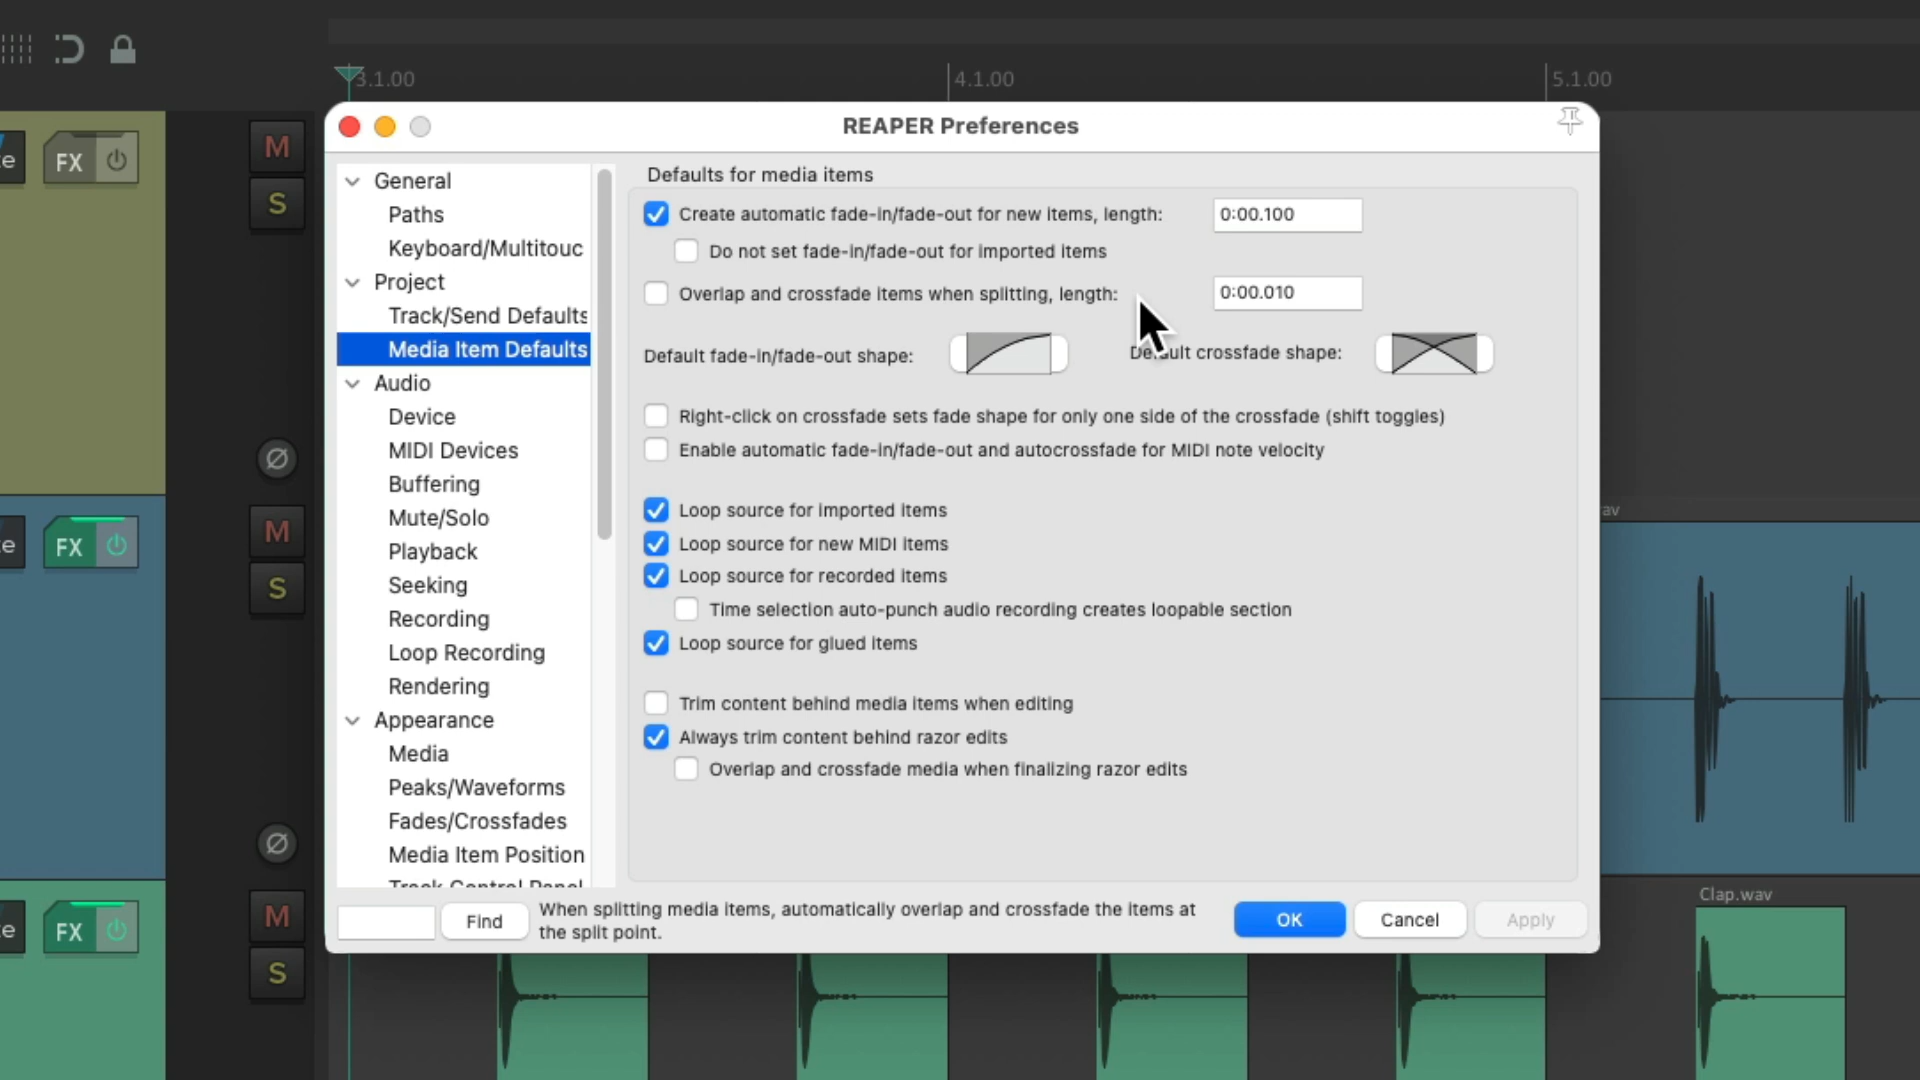 3.1.00
4.1.00
5.1.00
REAPER Preferences
e
FX
M
S
General
Paths
Keyboard/Multitouc
Project
Track/Send Defaults
Media Item Defaults
Audio
Device
MIDI Devices
Buffering
Mute/Solo
Playback
Seeking
Recording
Loop Recording
Rendering
Appearance
Media
Peaks/Waveforms
Fades/Crossfades
Media Item Position
Track Control Panel
Defaults for media items
Create automatic fade-in/fade-out for new items, length: 0:00.100
Do not set fade-in/fade-out for imported items
Overlap and crossfade items when splitting, length: 0:00.010
Default fade-in/fade-out shape: Default crossfade shape:
Right-click on crossfade sets fade shape for only one side of the crossfade (shift toggles)
Enable automatic fade-in/fade-out and autocrossfade for MIDI note velocity
Loop source for imported items
Loop source for new MIDI items
Loop source for recorded items
Time selection auto-punch audio recording creates loopable section
Loop source for glued items
Trim content behind media items when editing
Always trim content behind razor edits
Overlap and crossfade media when finalizing razor edits
Find
When splitting media items, automatically overlap and crossfade the items at
the split point.
OK
Cancel
Apply
e
FX
M
S
av
e
FX
M
S
Clap.wav